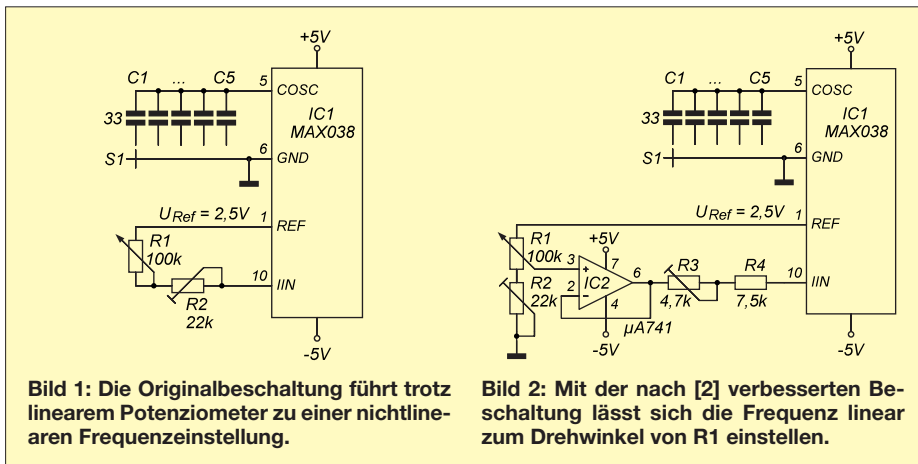 +5V
C1 ... C5
5
COSC
33
IC1
MAX038
S1
6
GND
URef = 2,5V
1
REF
R1
100k
R2
22k
10
IIN
-5V
Bild 1: Die Originalbeschaltung führt trotz
linearem Potenziometer zu einer nichtline-
aren Frequenzeinstellung.
+5V
C1 ... C5
5
COSC
33
IC1
MAX038
S1
6
GND
URef = 2,5V
1
REF
R1
100k
+5V
3
+
7
IC2
2
-
6
4
R2
22k
-5V
µA741
R3
4,7k
R4
7,5k
10
IIN
-5V
Bild 2: Mit der nach [2] verbesserten Be-
schaltung lässt sich die Frequenz linear
zum Drehwinkel von R1 einstellen.